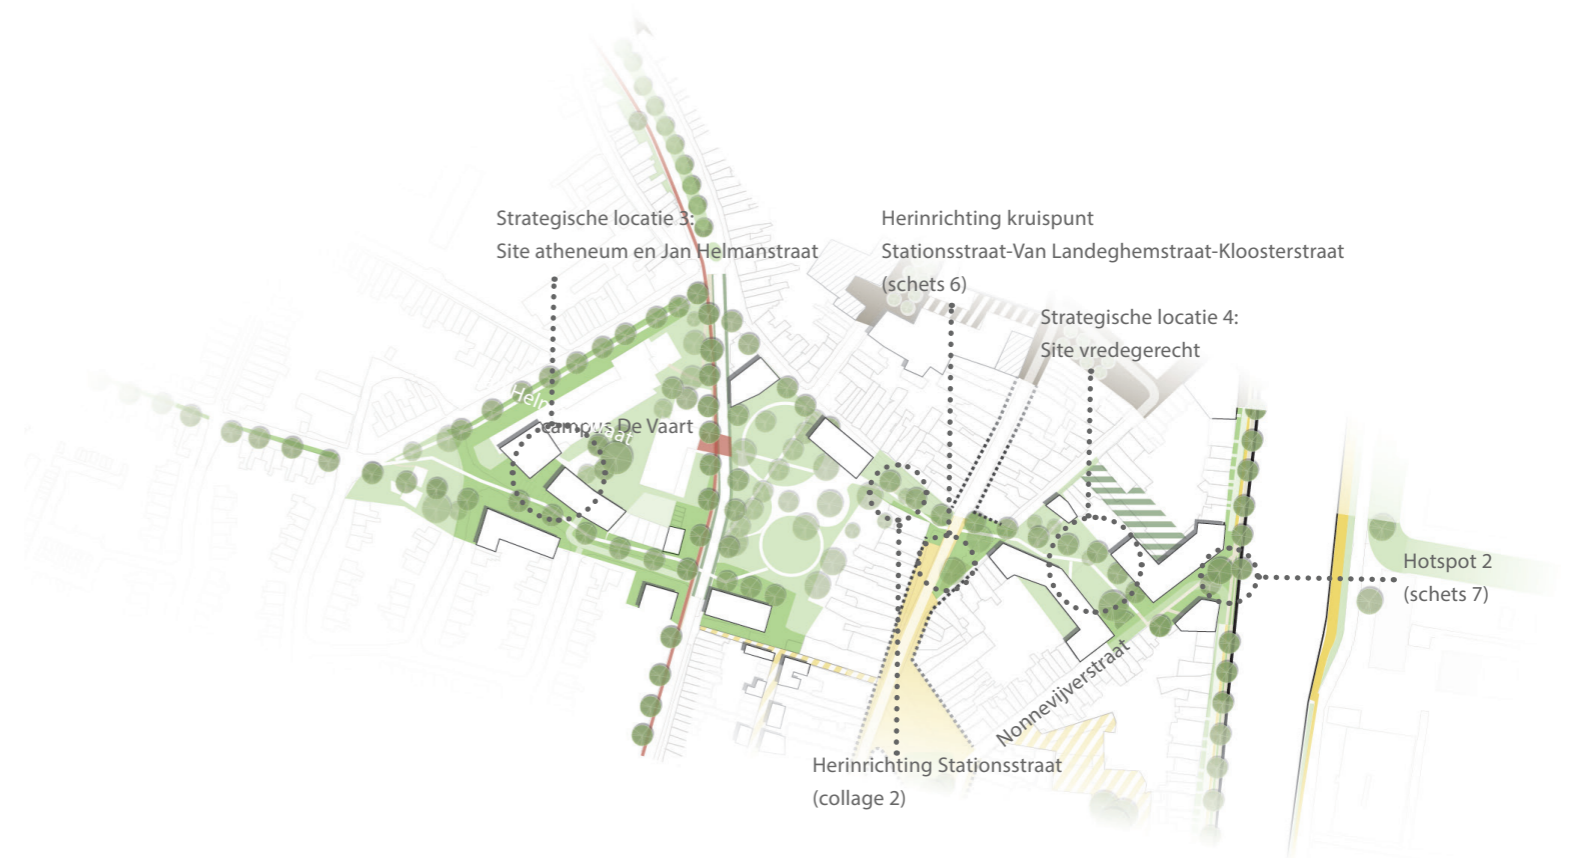 Strategische locatie 3:
Site atheneum en Jan Helmanstraat
Herinrichting kruispunt
Stationsstraat-Van Landeghemstraat-Kloosterstraat
(schets 6)
Strategische locatie 4:
Site vredegerecht
campus De Vaart
Hotspot 2
(schets 7)
Nonnevijverstraat
Herinrichting Stationsstraat
(collage 2)